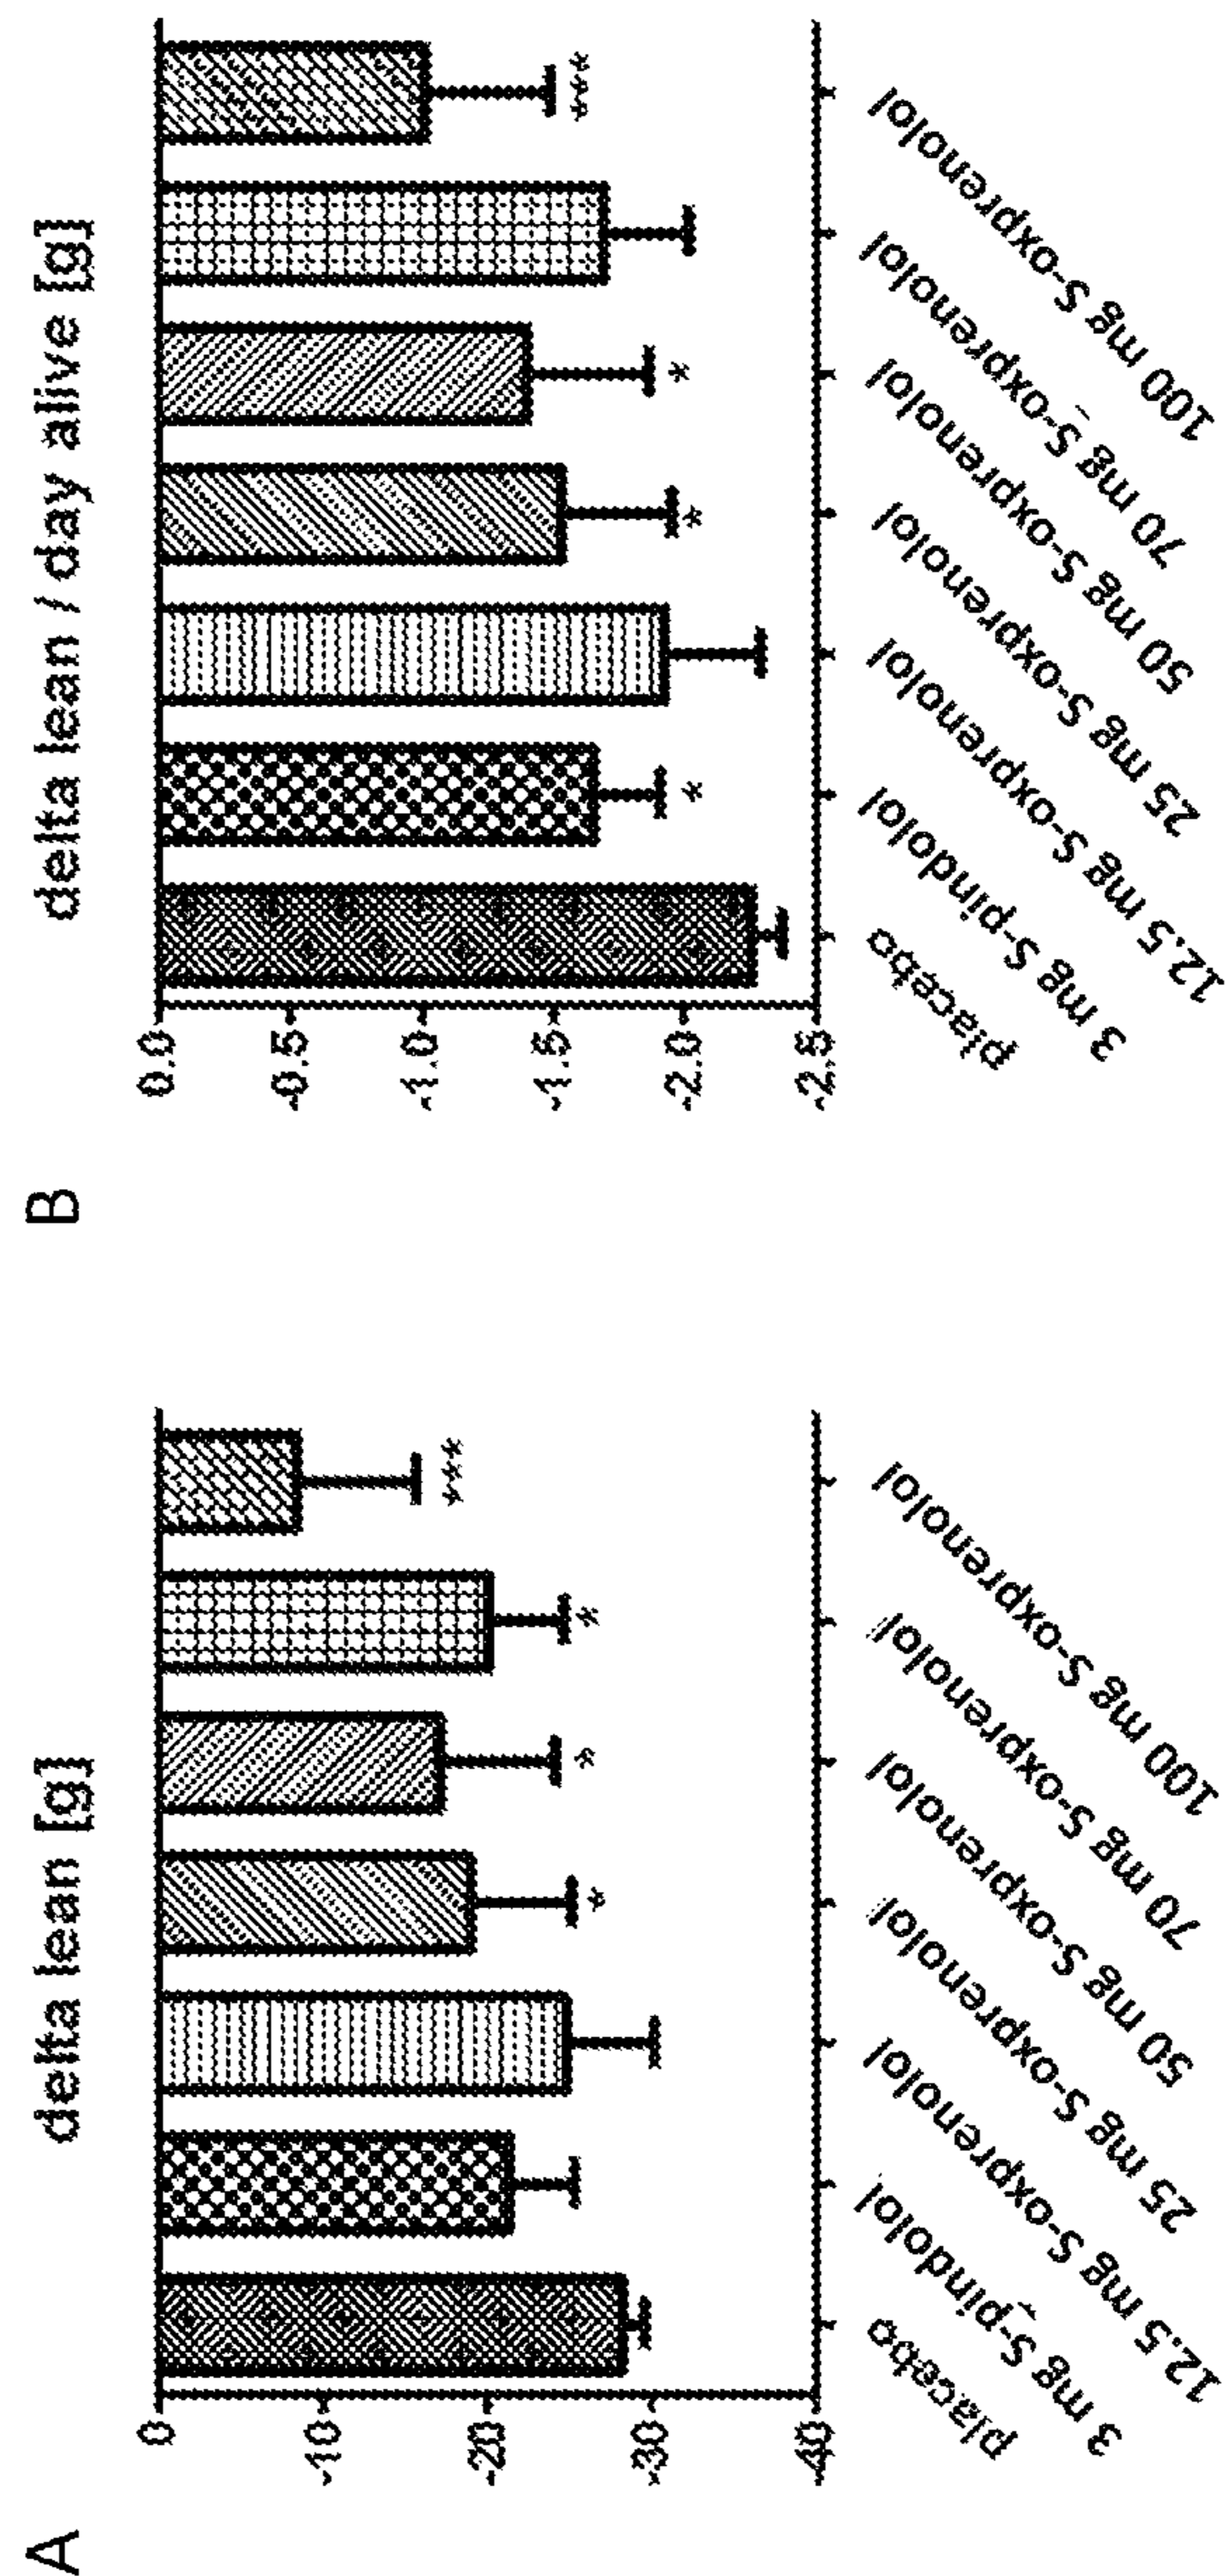 A
delta lean [g]
0
-10
-20
-30
-40
*
*
*
***
placebo
3 mg S-pindolol
12.5 mg S-oxprenolol
25 mg S-oxprenolol
50 mg S-oxprenolol
70 mg S-oxprenolol
100 mg S-oxprenolol
B
delta lean / day alive [g]
0.0
-0.5
-1.0
-1.5
-2.0
-2.5
*
*
*
***
placebo
3 mg S-pindolol
12.5 mg S-oxprenolol
25 mg S-oxprenolol
50 mg S-oxprenolol
70 mg S-oxprenolol
100 mg S-oxprenolol